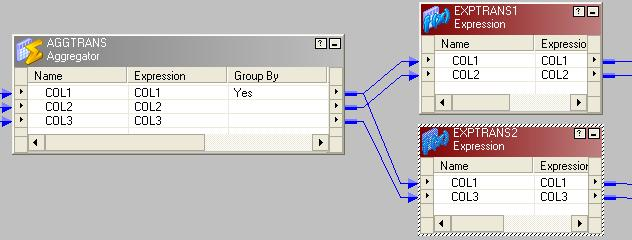 AGGTRANS
Aggregator
Name Expression Group By
COL1 COL1 Yes
COL2 COL2
COL3 COL3
EXPTRANS1
Expression
Name Expression
COL1 COL1
COL2 COL2
EXPTRANS2
Expression
Name Expression
COL1 COL1
COL3 COL3